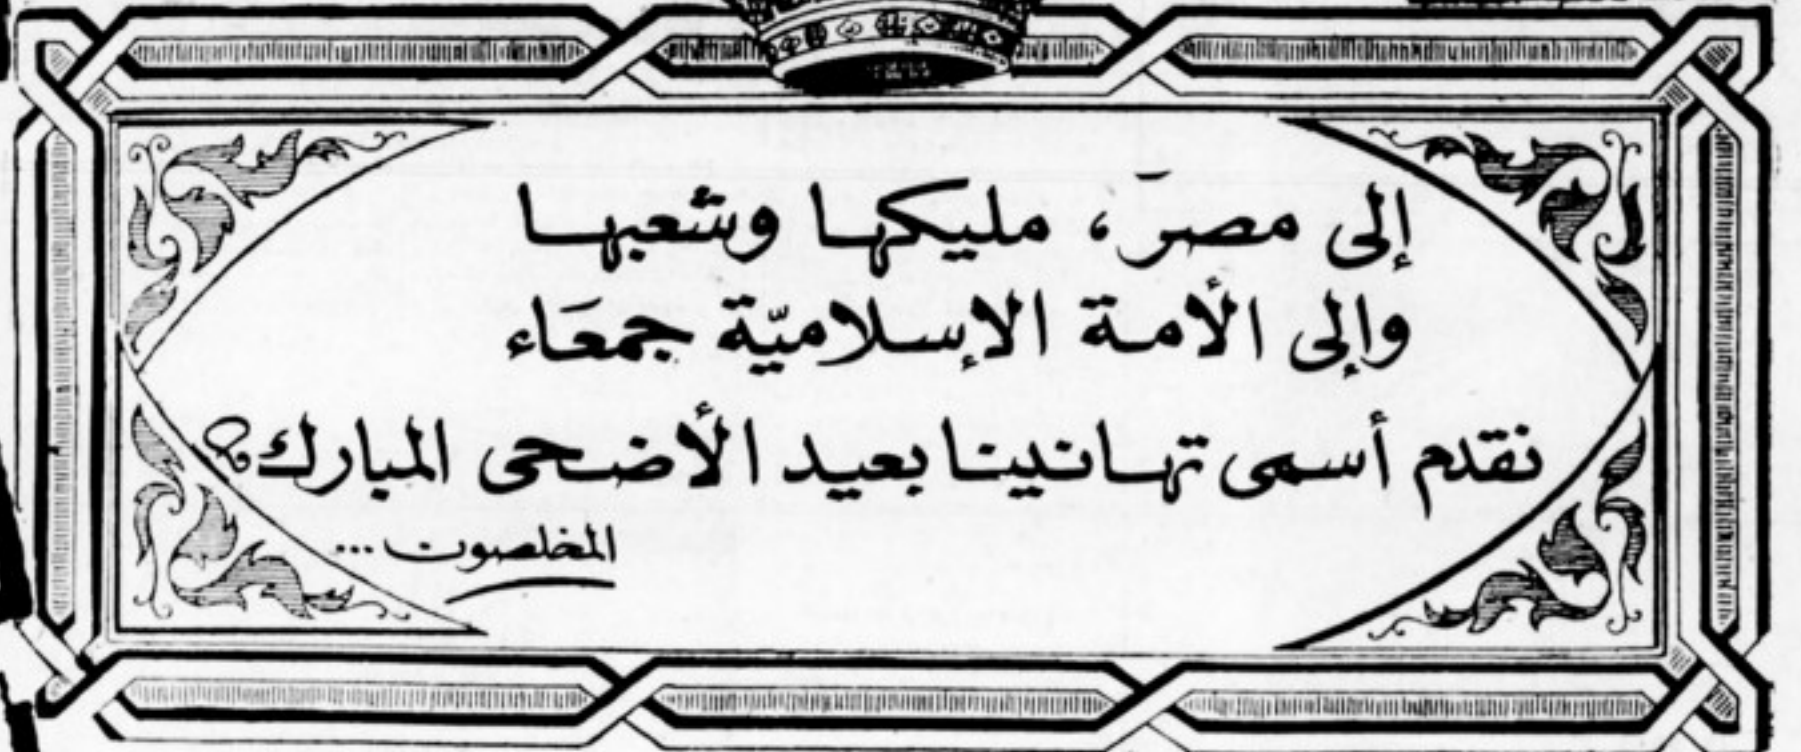 إلى مصرَ، مليكها وشعبها
وإلى الأمة الإسلاميّة جمعَاء
نقدم أسمى تهانينا بعيد الأضحى المبارك
المخلصون ...